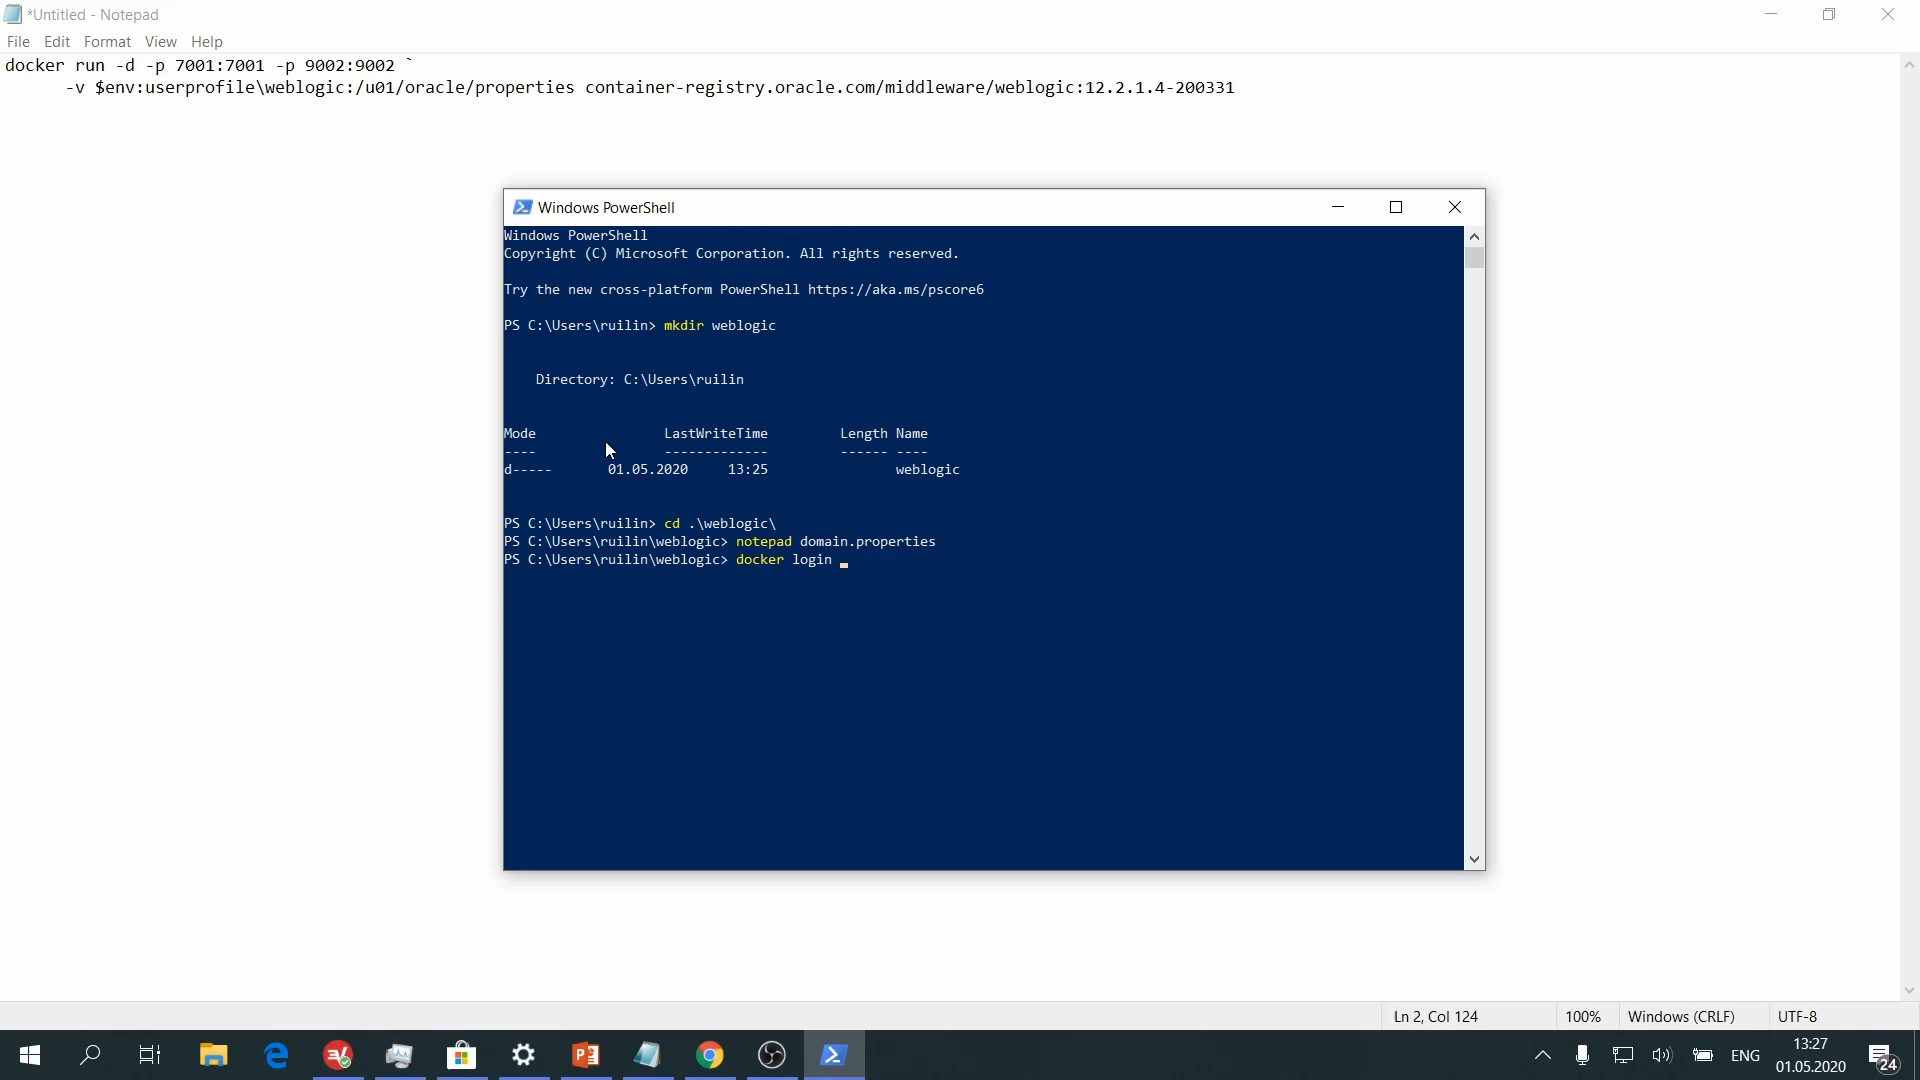 *Untitled - Notepad
File Edit Format View Help
docker run -d -p 7001:7001 -p 9002:9002 `
-v $env:userprofile\weblogic:/u01/oracle/properties container-registry.oracle.com/middleware/weblogic:12.2.1.4-200331
Windows PowerShell
Windows PowerShell
Copyright (C) Microsoft Corporation. All rights reserved.
Try the new cross-platform PowerShell https://aka.ms/pscore6
PS C:\Users\ruilin> mkdir weblogic
Directory: C:\Users\ruilin
Mode LastWriteTime Length Name
---- ------------- ------ ----
d----- 01.05.2020 13:25 weblogic
PS C:\Users\ruilin> cd .\weblogic\
PS C:\Users\ruilin\weblogic> notepad domain.properties
PS C:\Users\ruilin\weblogic> docker login
Ln 2, Col 124 100% Windows (CRLF) UTF-8
ENG 13:27
01.05.2020
24